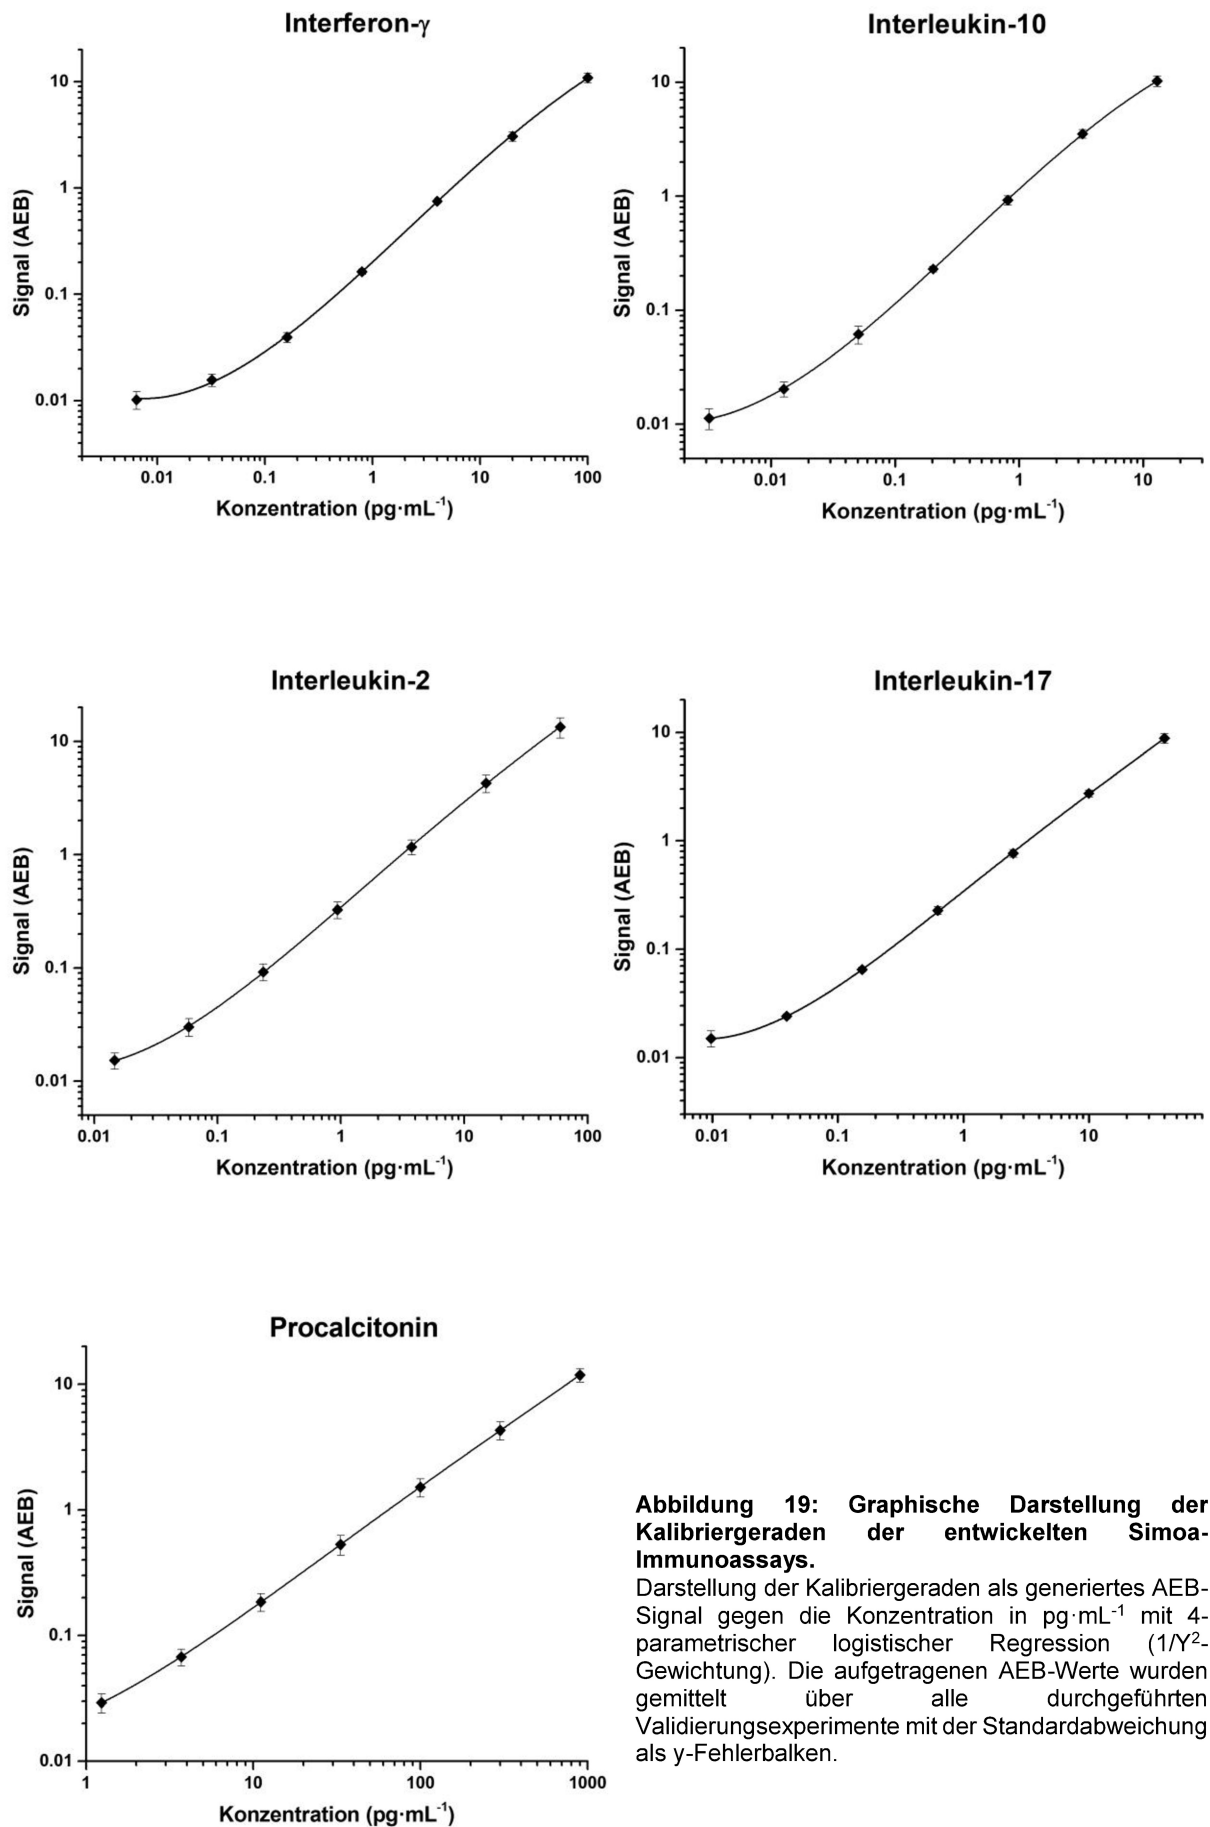 Interferon-γ
10
1
0.1
0.01
Signal (AEB)
0.01
0.1
1
10
100
Konzentration (pg·mL⁻¹)
Interleukin-10
10
1
0.1
0.01
Signal (AEB)
0.01
0.1
1
10
Konzentration (pg·mL⁻¹)
Interleukin-2
10
1
0.1
0.01
Signal (AEB)
0.01
0.1
1
10
100
Konzentration (pg·mL⁻¹)
Interleukin-17
10
1
0.1
0.01
Signal (AEB)
0.01
0.1
1
10
Konzentration (pg·mL⁻¹)
Procalcitonin
10
1
0.1
0.01
Signal (AEB)
1
10
100
1000
Konzentration (pg·mL⁻¹)
Abbildung 19: Graphische Darstellung der
Kalibriergeraden der entwickelten Simoa-
Immunoassays.
Darstellung der Kalibriergeraden als generiertes AEB-
Signal gegen die Konzentration in pg·mL⁻¹ mit 4-
parametrischer logistischer Regression (1/Y²-
Gewichtung). Die aufgetragenen AEB-Werte wurden
gemittelt über alle durchgeführten
Validierungsexperimente mit der Standardabweichung
als y-Fehlerbalken.